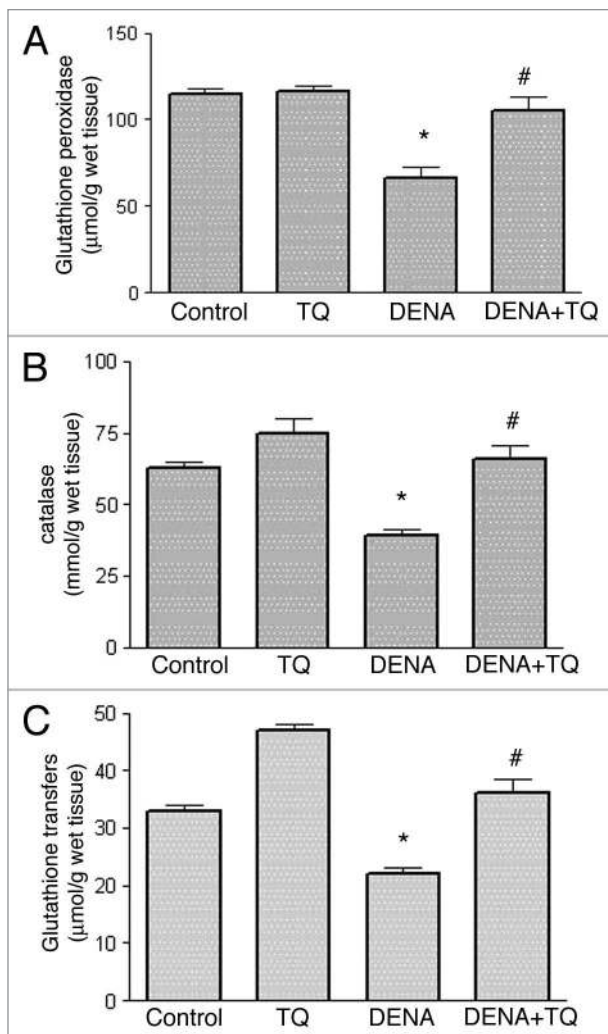 A
Glutathione peroxidase
(µmol/g wet tissue)
150
100
50
0
*
#
Control TQ DENA DENA+TQ
B
catalase
(mmol/g wet tissue)
100
75
50
25
0
*
#
Control TQ DENA DENA+TQ
C
Glutathione transfers
(µmol/g wet tissue)
50
40
30
20
10
0
*
#
Control TQ DENA DENA+TQ